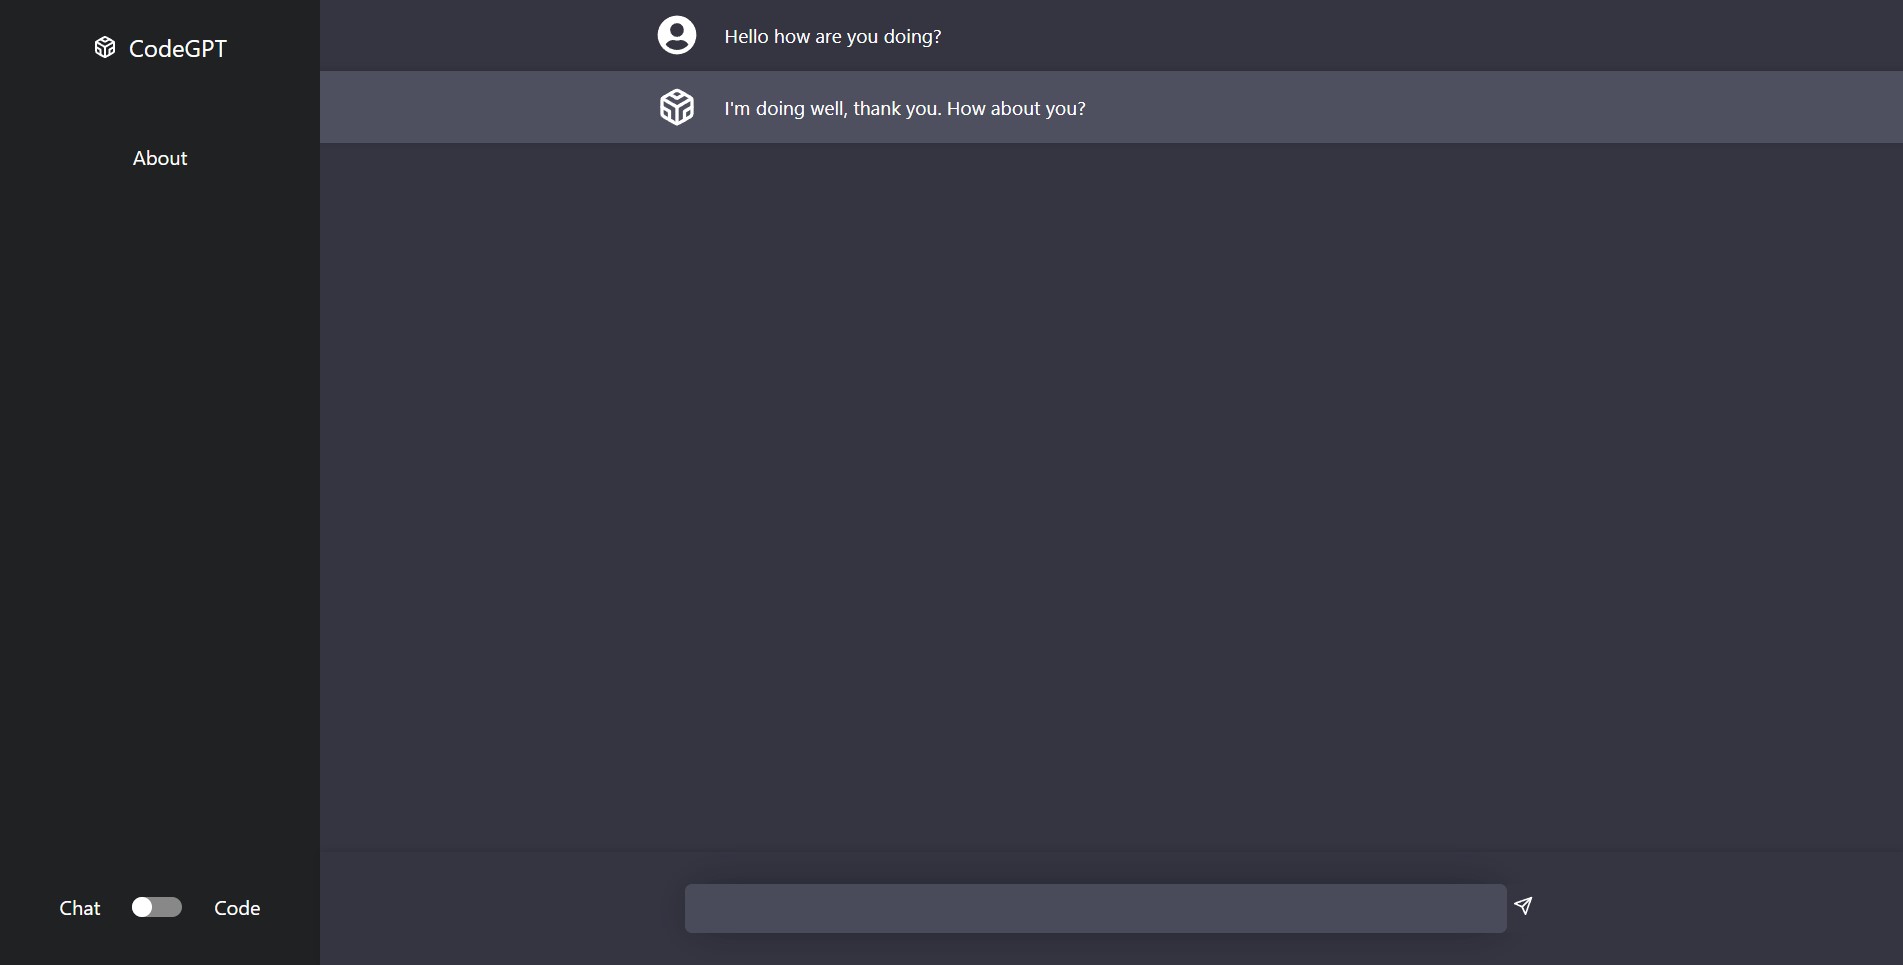 CodeGPT
About
Chat
Code
Hello how are you doing?
I'm doing well, thank you. How about you?